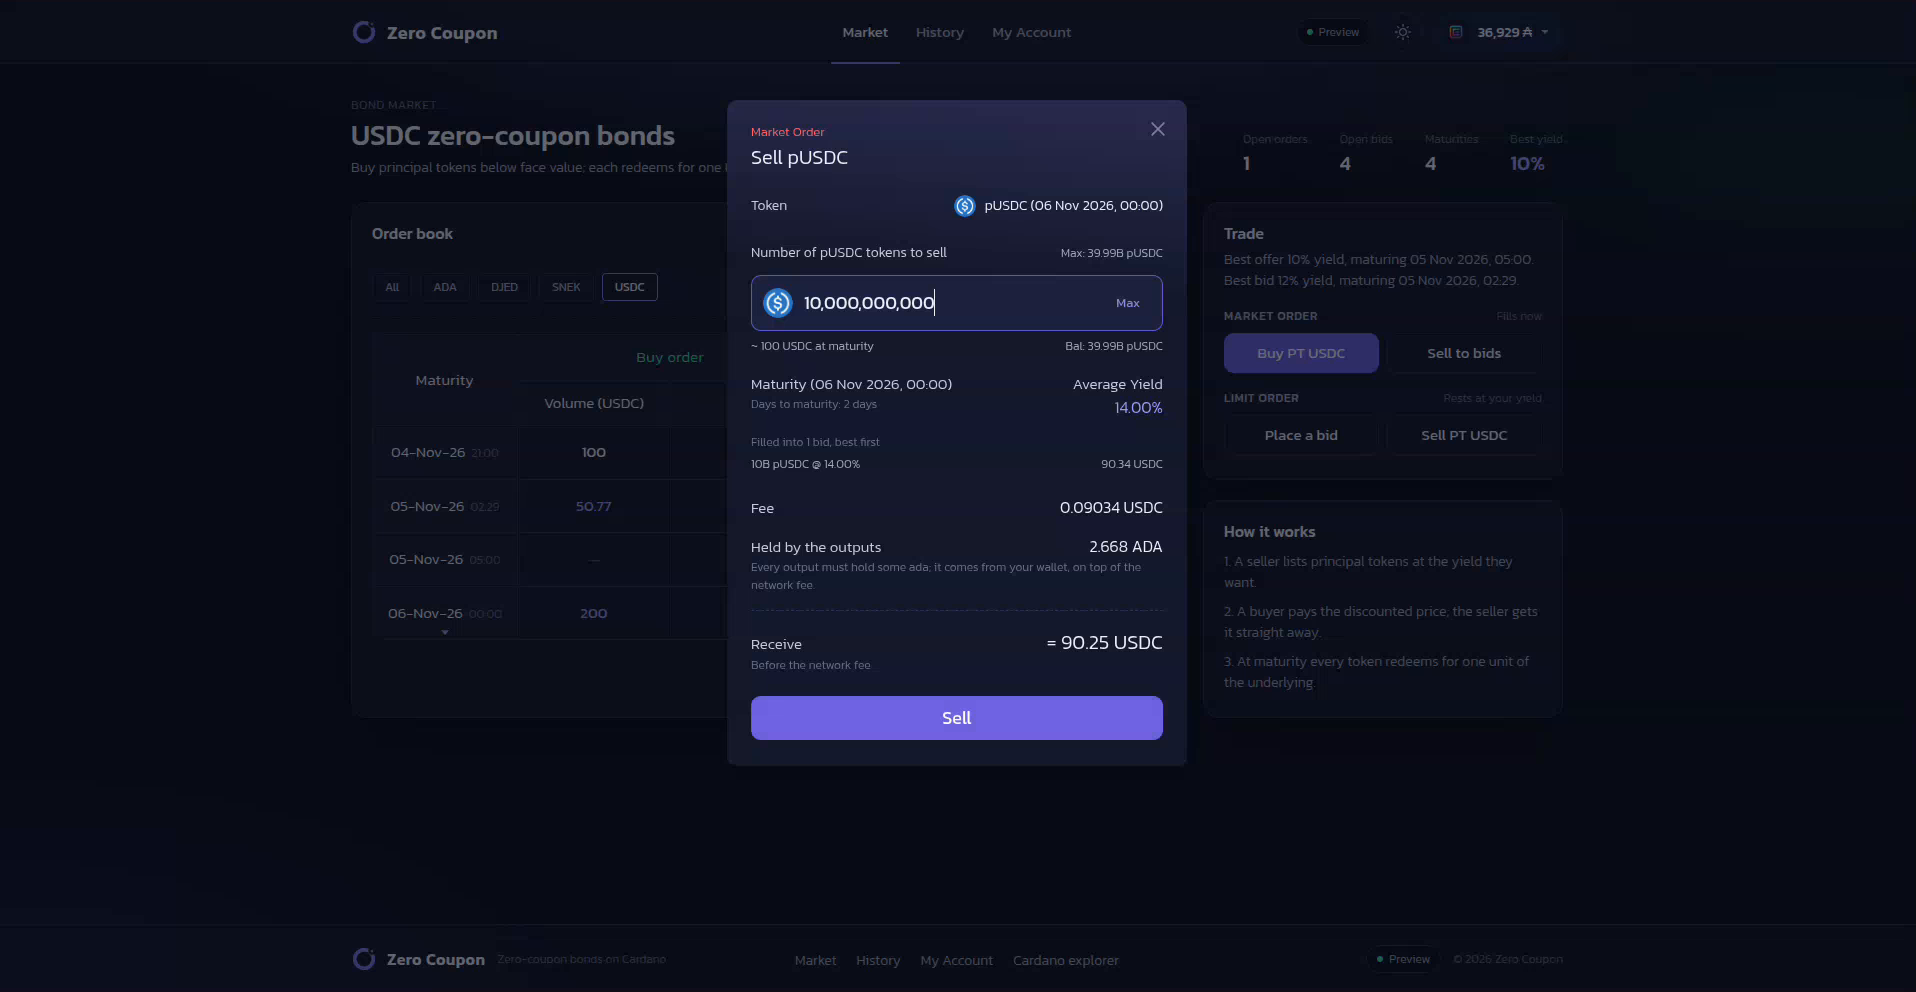 Zero Coupon
Market
History
My Account
Preview
36,929 ₳
BOND MARKET
USDC zero-coupon bonds
Buy principal tokens below face value: each redeems for one
Open orders
1
Open bids
4
Maturities
4
Best yield
10%
Order book
All
ADA
DJED
SNEK
USDC
Maturity
Buy order
Volume (USDC)
04-Nov-26 21:00
100
05-Nov-26 02:29
50.77
05-Nov-26 05:00
—
06-Nov-26 00:00
200
Market Order
Sell pUSDC
Token
pUSDC (06 Nov 2026, 00:00)
Number of pUSDC tokens to sell
Max: 39.99B pUSDC
10,000,000,000
Max
~ 100 USDC at maturity
Bal: 39.99B pUSDC
Maturity (06 Nov 2026, 00:00)
Average Yield
Days to maturity: 2 days
14.00%
Filled into 1 bid, best first
10B pUSDC @ 14.00%
90.34 USDC
Fee
0.09034 USDC
Held by the outputs
2.668 ADA
Every output must hold some ada; it comes from your wallet, on top of the
network fee.
Receive
= 90.25 USDC
Before the network fee
Sell
Trade
Best offer 10% yield, maturing 05 Nov 2026, 05:00.
Best bid 12% yield, maturing 05 Nov 2026, 02:29.
MARKET ORDER
Fills now
Buy PT USDC
Sell to bids
LIMIT ORDER
Rests at your yield
Place a bid
Sell PT USDC
How it works
1. A seller lists principal tokens at the yield they
want.
2. A buyer pays the discounted price; the seller gets
it straight away.
3. At maturity every token redeems for one unit of
the underlying.
Zero Coupon
Zero-coupon bonds on Cardano
Market
History
My Account
Cardano explorer
Preview
© 2026 Zero Coupon